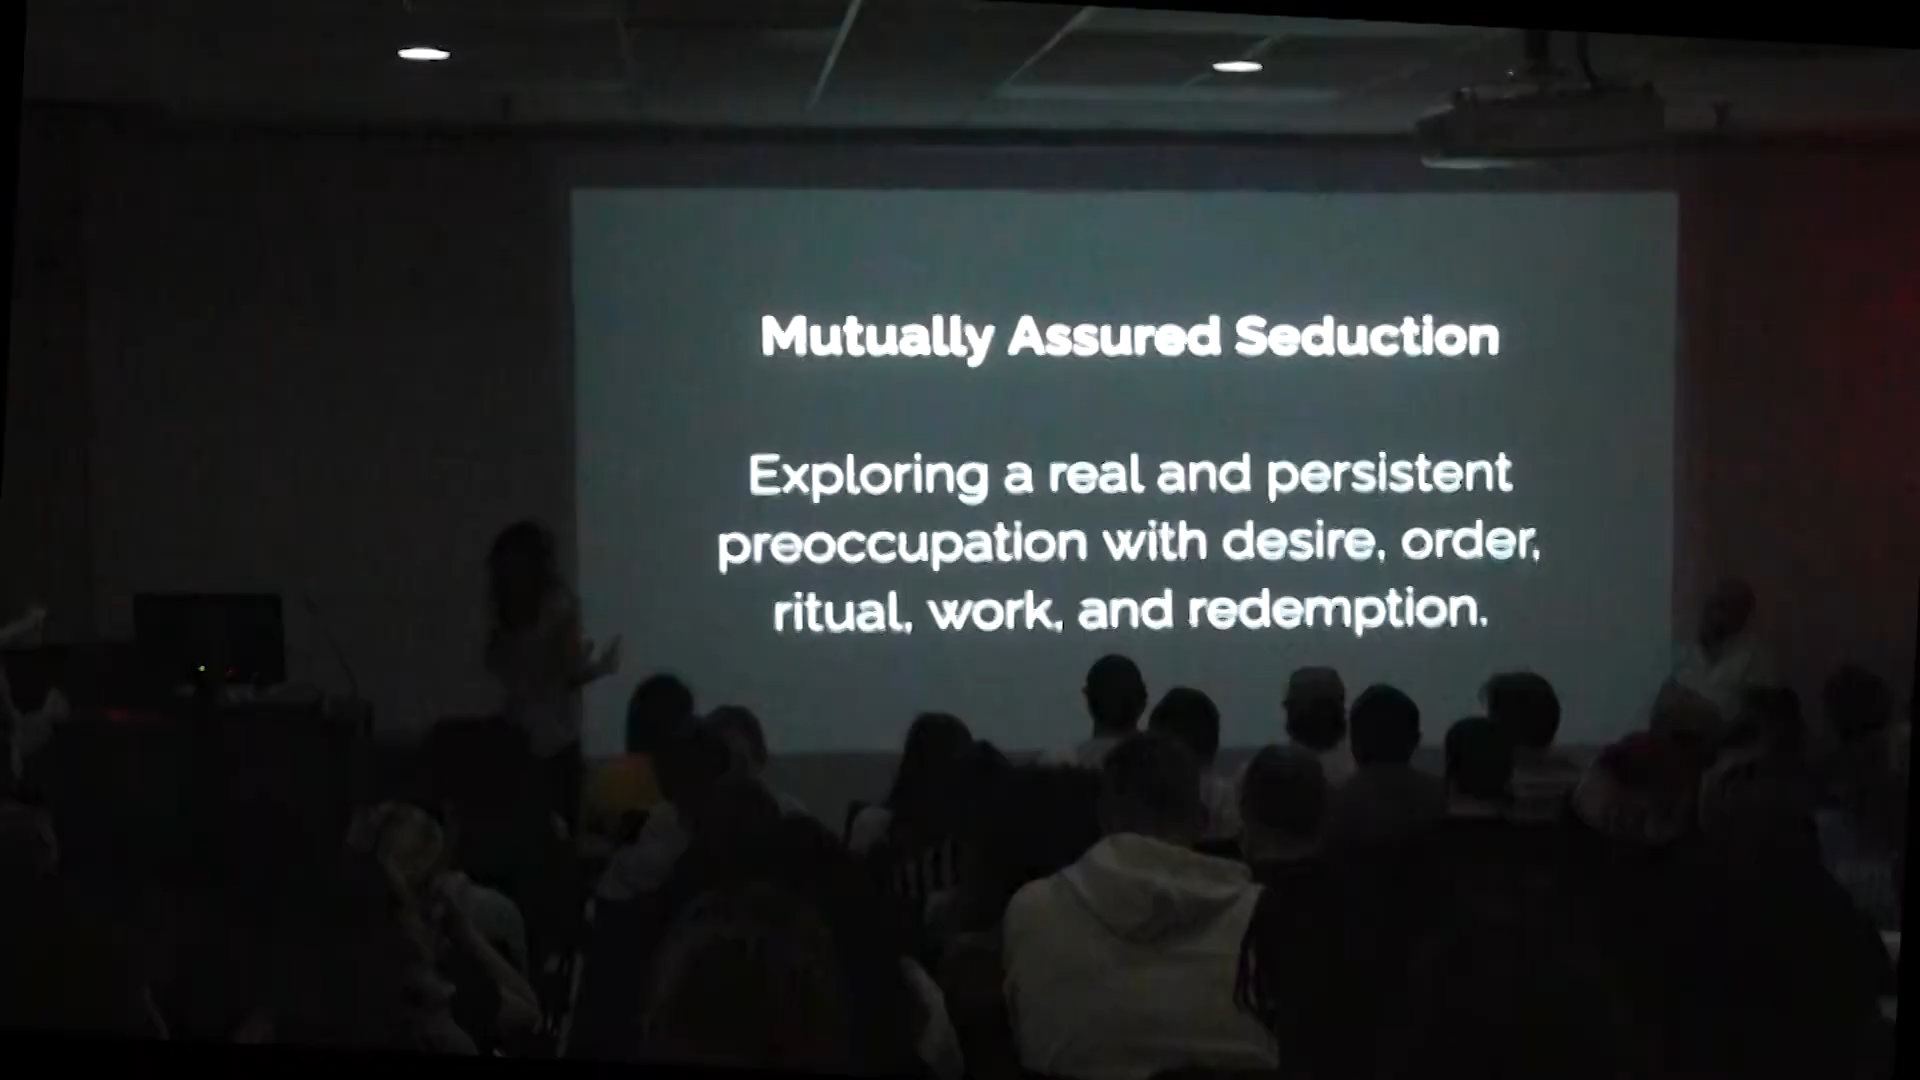 Mutually Assured Seduction
Exploring a real and persistent
preoccupation with desire, order,
ritual, work, and redemption.